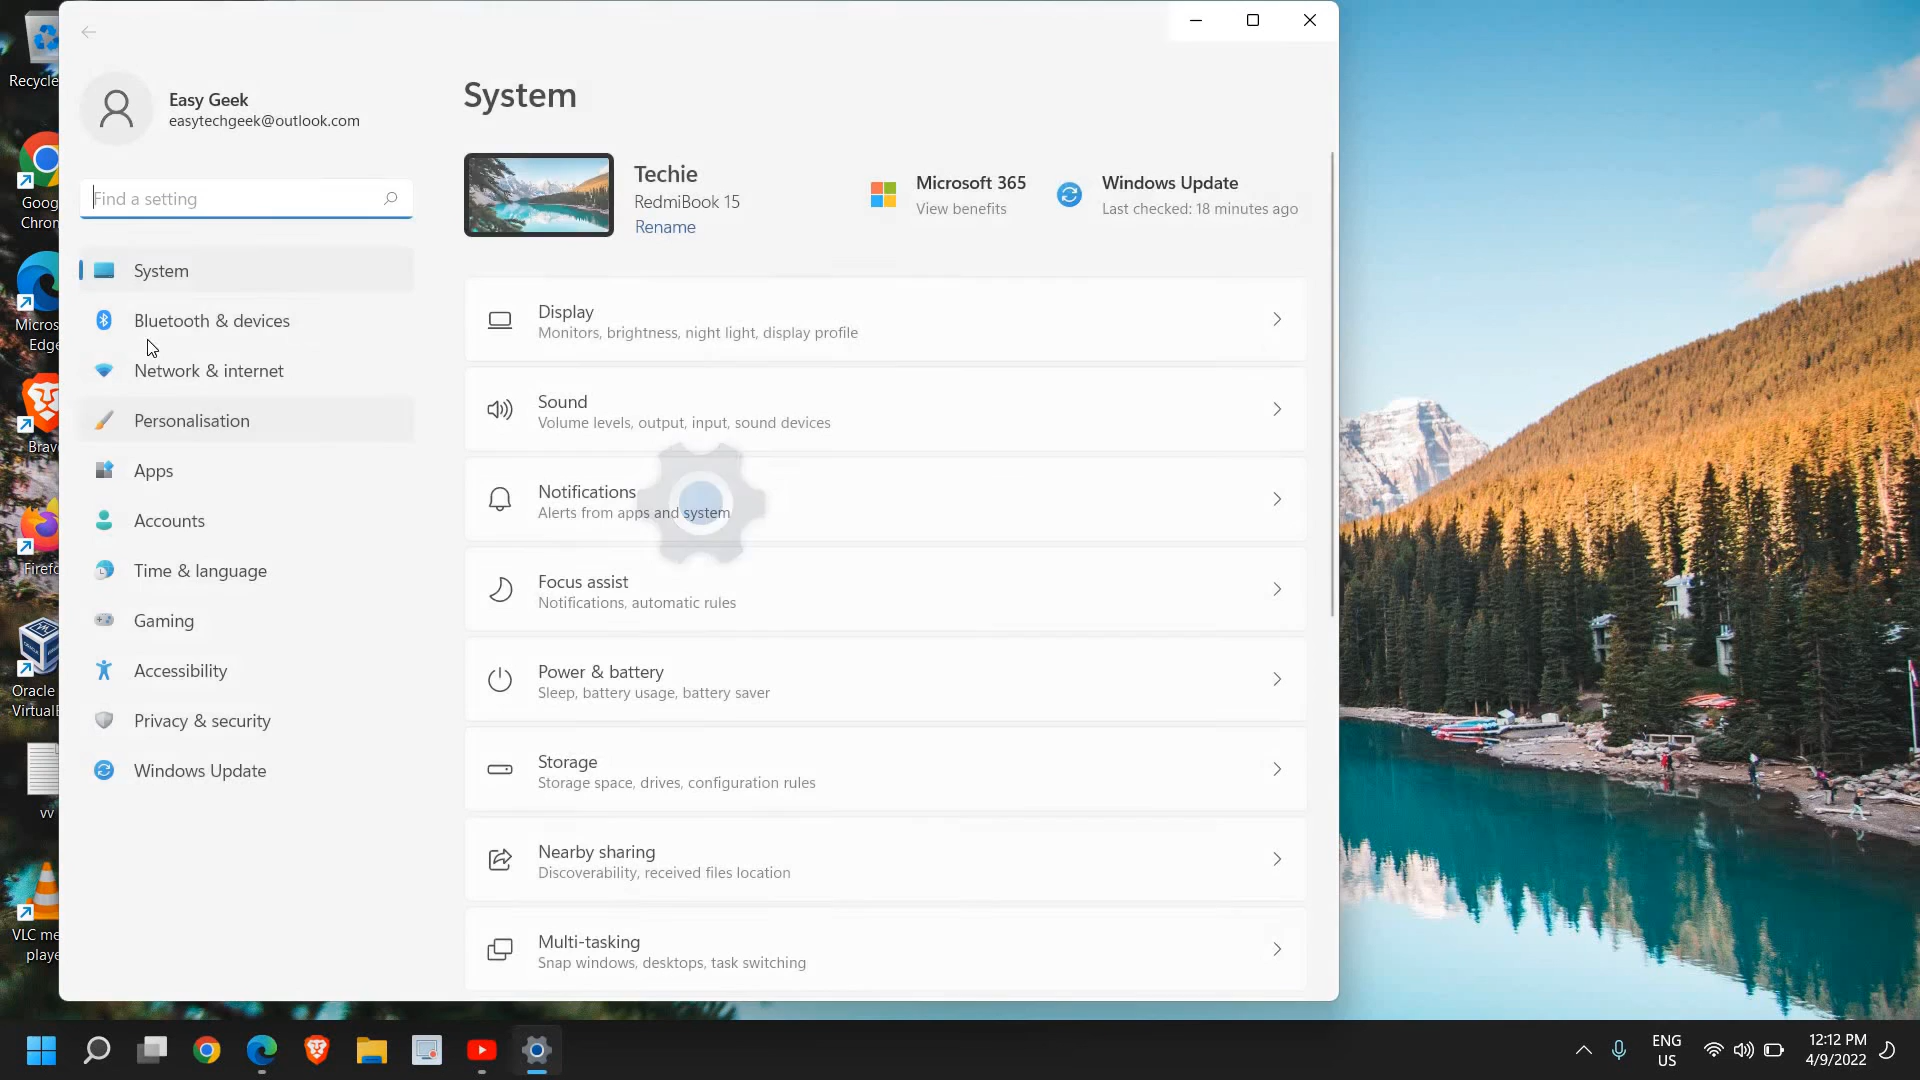 Recycle
Goog
Chron
Micros
Edge
Brav
Firefo
Oracle
VirtualB
vv
VLC me
playe
Easy Geek
easytechgeek@outlook.com
Find a setting
System
Bluetooth & devices
Network & internet
Personalisation
Apps
Accounts
Time & language
Gaming
Accessibility
Privacy & security
Windows Update
System
Techie
RedmiBook 15
Rename
Microsoft 365
View benefits
Windows Update
Last checked: 18 minutes ago
Display
Monitors, brightness, night light, display profile
Sound
Volume levels, output, input, sound devices
Notifications
Alerts from apps and system
Focus assist
Notifications, automatic rules
Power & battery
Sleep, battery usage, battery saver
Storage
Storage space, drives, configuration rules
Nearby sharing
Discoverability, received files location
Multi-tasking
Snap windows, desktops, task switching
ENG
US
12:12 PM
4/9/2022